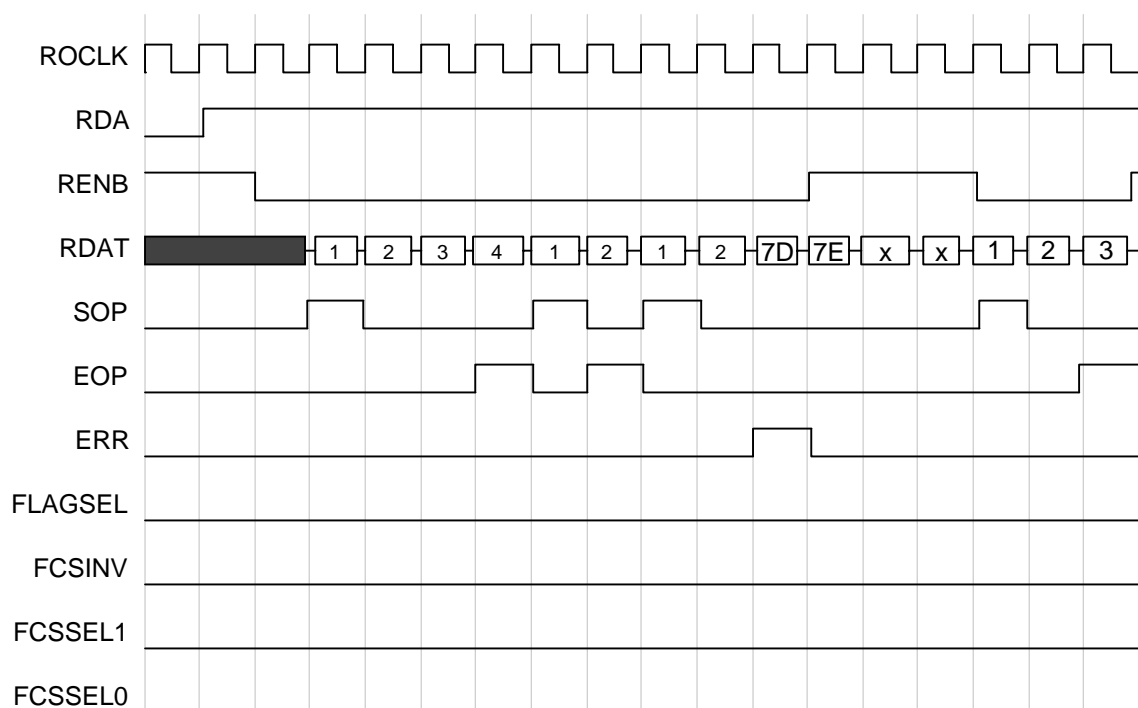 ROCLK
RDA
RENB
RDAT 1 2 3 4 1 2 1 2 7D 7E x x 1 2 3
SOP
EOP
ERR
FLAGSEL
FCSINV
FCSSEL1
FCSSEL0